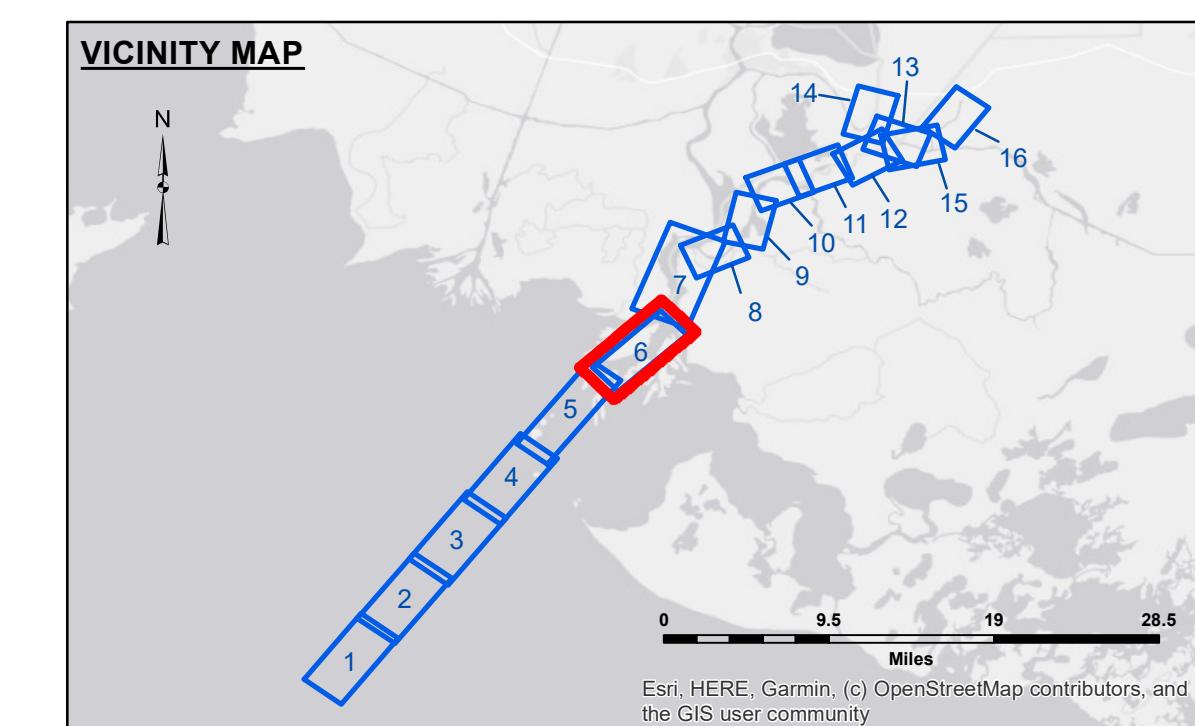 VICINITY MAP
N
13
14
16
15
12
11
10
9
7
8
6
5
4
3
2
1
0 9.5 19 28.5
Miles
Esri, HERE, Garmin, (c) OpenStreetMap contributors, and
the GIS user community